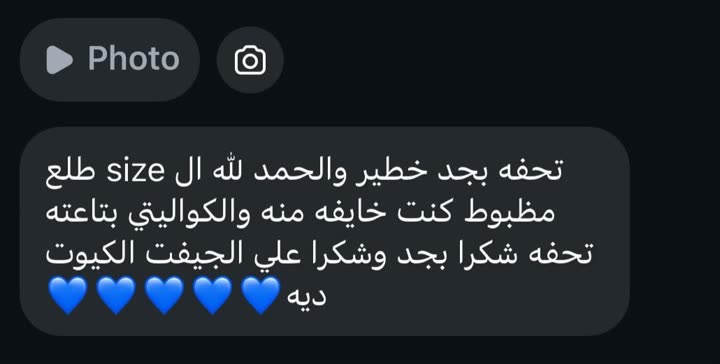 Photo
تحفه بجد خطير والحمد لله ال size طلع
مظبوط كنت خايفه منه والكواليتي بتاعته
تحفه شكرا بجد وشكرا علي الجيفت الكيوت
ديه 💙💙💙💙💙